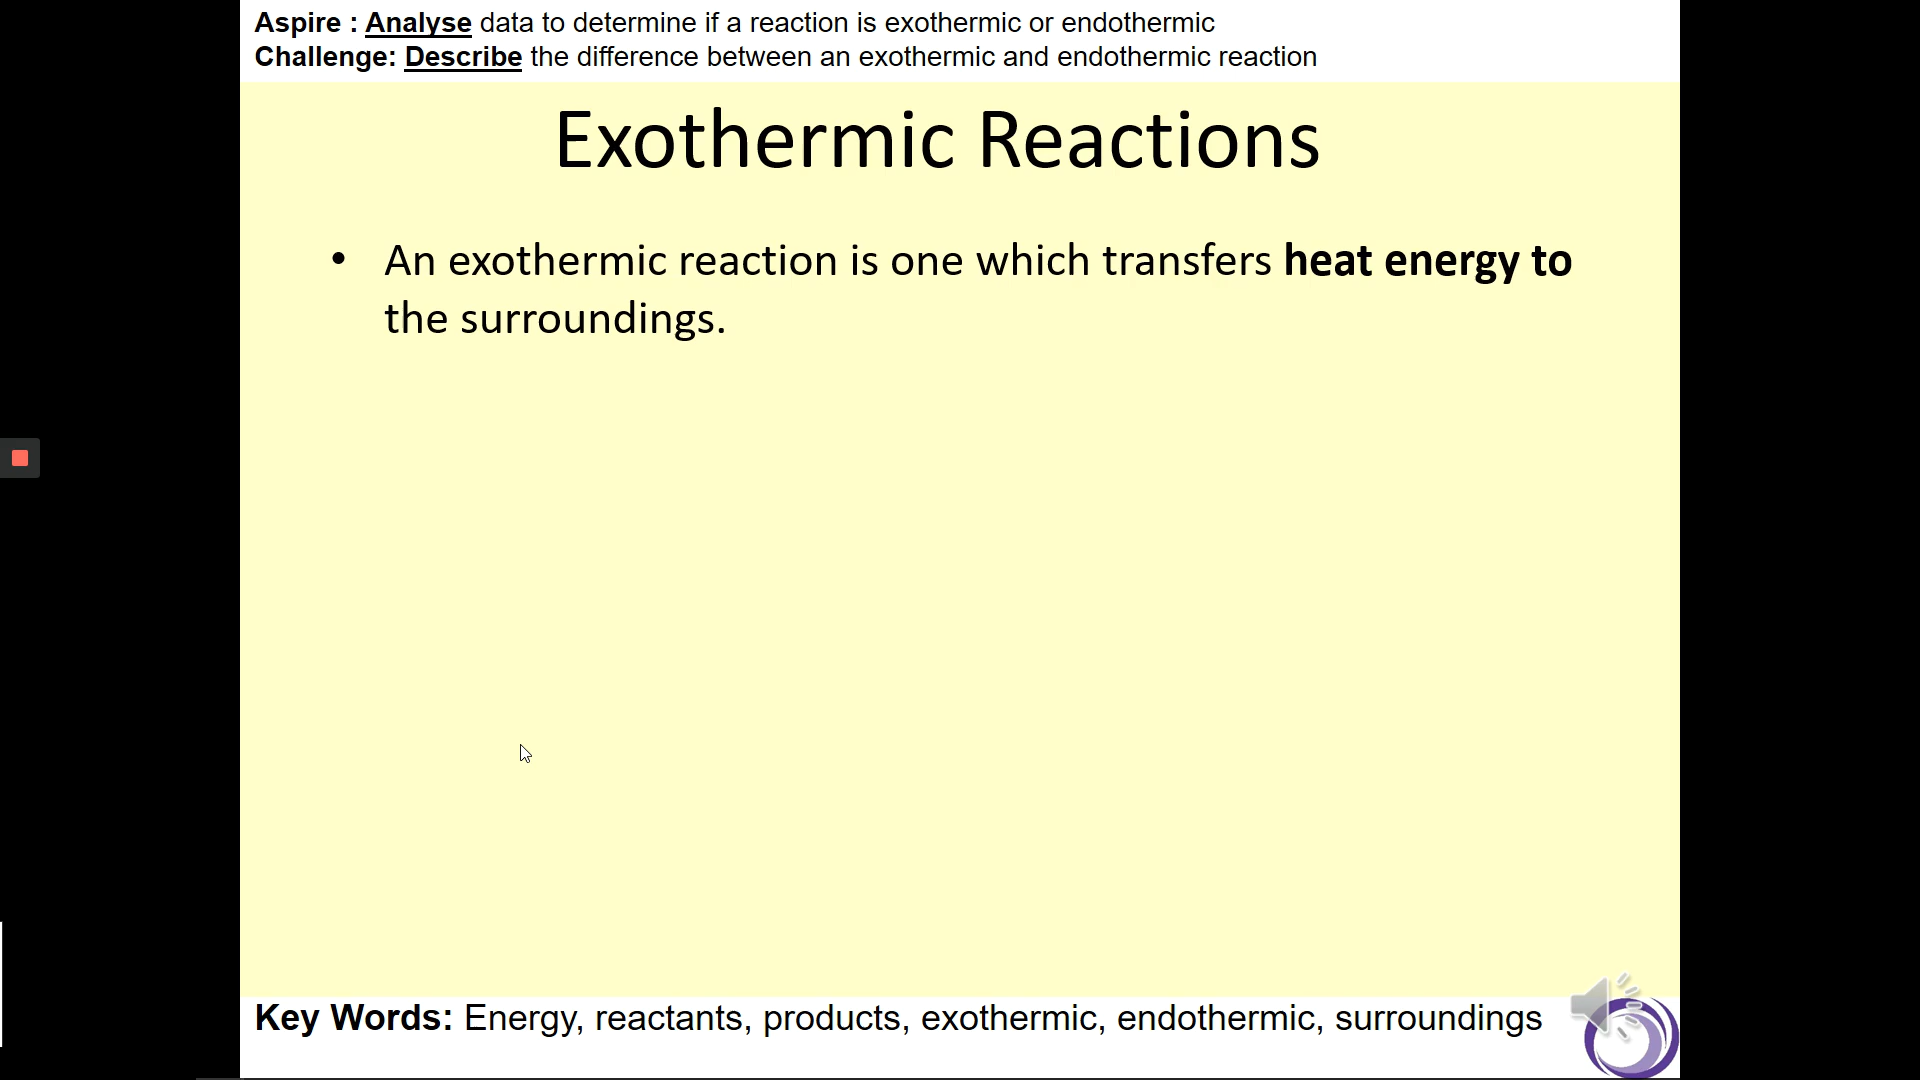 Aspire : Analyse data to determine if a reaction is exothermic or endothermic
Challenge: Describe the difference between an exothermic and endothermic reaction
Exothermic Reactions
• An exothermic reaction is one which transfers heat energy to
the surroundings.
Key Words: Energy, reactants, products, exothermic, endothermic, surroundings